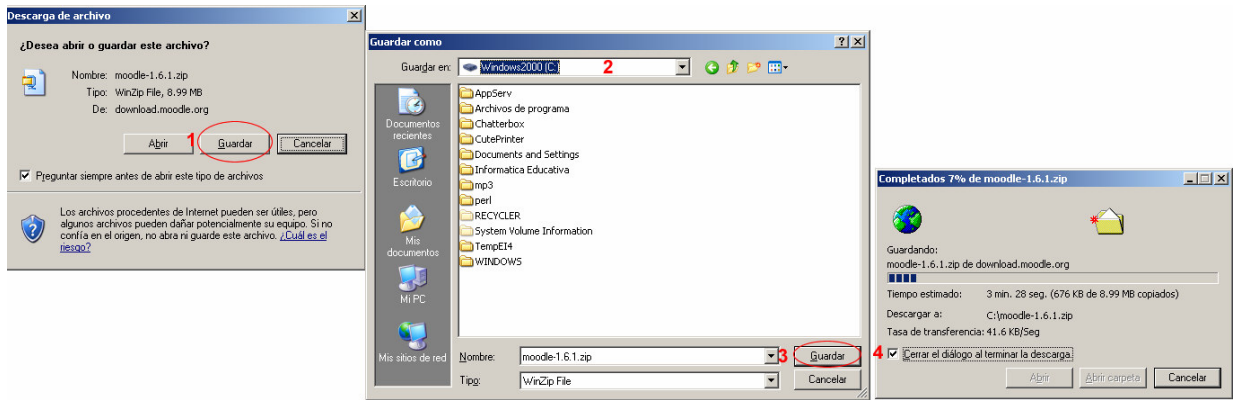 Descarga de archivo
¿Desea abrir o guardar este archivo?
Nombre: moodle-1.6.1.zip
Tipo: WinZip File, 8.99 MB
De: download.moodle.org
Abrir 1 Guardar Cancelar
Preguntar siempre antes de abrir este tipo de archivos
Los archivos procedentes de Internet pueden ser útiles, pero
algunos archivos pueden dañar potencialmente su equipo. Si no
confía en el origen, no abra ni guarde este archivo. ¿Cuál es el
riesgo?
Guardar como
Guardar en: Windows2000 (C:) 2
Documentos
recientes
Escritorio
Mis
documentos
Mi PC
Mis sitios de red
AppServ
Archivos de programa
Chatterbox
CutePrinter
Documents and Settings
Informatica Educativa
mp3
perl
RECYCLER
System Volume Information
TempEI4
WINDOWS
Nombre: moodle-1.6.1.zip 3 Guardar
Tipo: WinZip File Cancelar
Completados 7% de moodle-1.6.1.zip
Guardando:
moodle-1.6.1.zip de download.moodle.org
Tiempo estimado: 3 min. 28 seg. (676 KB de 8.99 MB copiados)
Descargar a: C:\moodle-1.6.1.zip
Tasa de transferencia: 41.6 KB/Seg
4 Cerrar el diálogo al terminar la descarga.
Abrir Abrir carpeta Cancelar